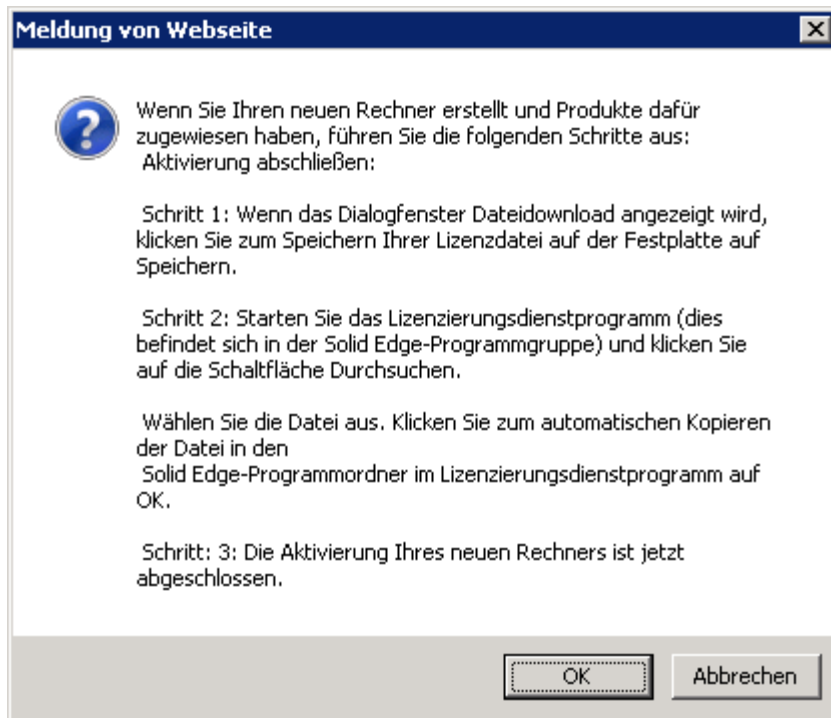 Meldung von Webseite
Wenn Sie Ihren neuen Rechner erstellt und Produkte dafür
zugewiesen haben, führen Sie die folgenden Schritte aus:
Aktivierung abschließen:
Schritt 1: Wenn das Dialogfenster Dateidownload angezeigt wird,
klicken Sie zum Speichern Ihrer Lizenzdatei auf der Festplatte auf
Speichern.
Schritt 2: Starten Sie das Lizenzierungsdienstprogramm (dies
befindet sich in der Solid Edge-Programmgruppe) und klicken Sie
auf die Schaltfläche Durchsuchen.
Wählen Sie die Datei aus. Klicken Sie zum automatischen Kopieren
der Datei in den
Solid Edge-Programmordner im Lizenzierungsdienstprogramm auf
OK.
Schritt: 3: Die Aktivierung Ihres neuen Rechners ist jetzt
abgeschlossen.
OK Abbrechen